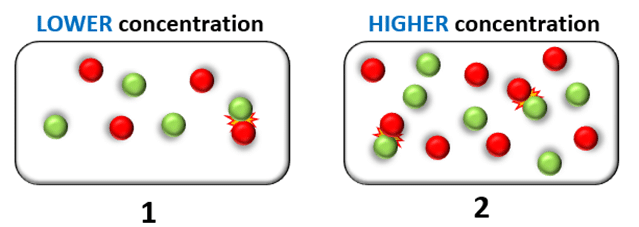 LOWER concentration
HIGHER concentration
1
2